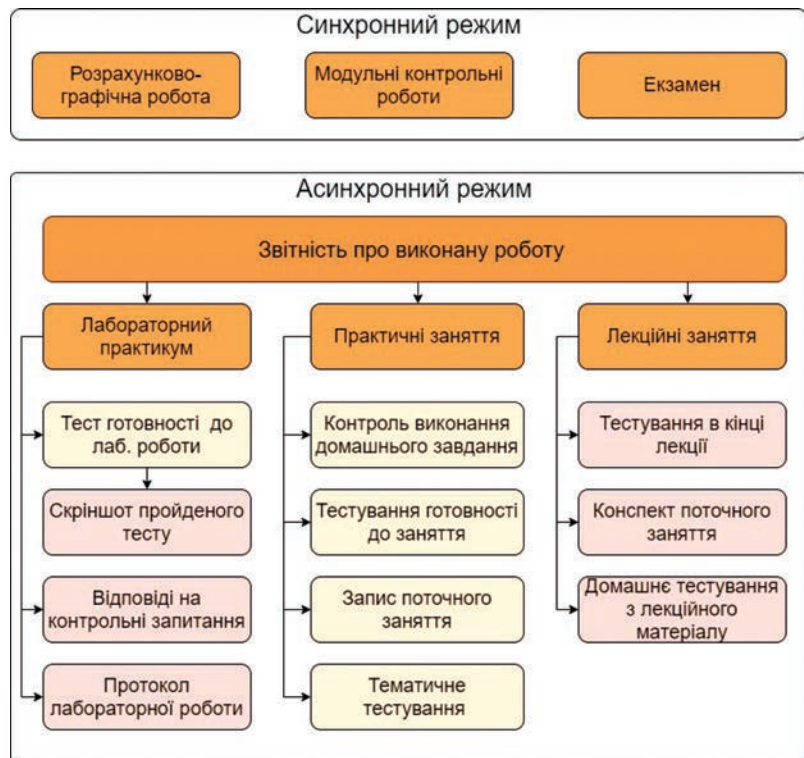 Синхронний режим
Розрахунково-
графічна робота
Модульні контрольні
роботи
Екзамен
Асинхронний режим
Звітність про виконану роботу
Лабораторний
практикум
Практичні заняття
Лекційні заняття
Тест готовності до
лаб. роботи
Контроль виконання
домашнього завдання
Тестування в кінці
лекції
Скріншот пройденого
тесту
Тестування готовності
до заняття
Конспект поточного
заняття
Відповіді на
контрольні запитання
Запис поточного
заняття
Домашнє тестування
з лекційного
матеріалу
Протокол
лабораторної роботи
Тематичне
тестування